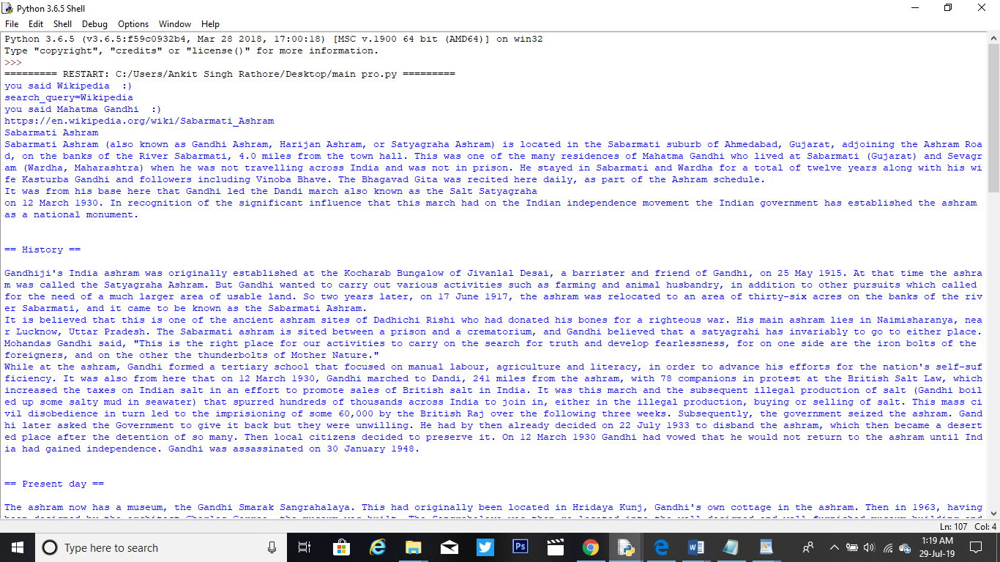 Python 3.6.5 Shell
File Edit Shell Debug Options Window Help
Python 3.6.5 (v3.6.5:f59c0932b4, Mar 28 2018, 17:00:18) [MSC v.1900 64 bit (AMD64)] on win32
Type "copyright", "credits" or "license()" for more information.
>>>
========= RESTART: C:/Users/Ankit Singh Rathore/Desktop/main pro.py =========
you said Wikipedia  :)
search_query=Wikipedia
you said Mahatma Gandhi  :)
https://en.wikipedia.org/wiki/Sabarmati_Ashram
Sabarmati Ashram
Sabarmati Ashram (also known as Gandhi Ashram, Harijan Ashram, or Satyagraha Ashram) is located in the Sabarmati suburb of Ahmedabad, Gujarat, adjoining the Ashram Roa
d, on the banks of the River Sabarmati, 4.0 miles from the town hall. This was one of the many residences of Mahatma Gandhi who lived at Sabarmati (Gujarat) and Sevagr
am (Wardha, Maharashtra) when he was not travelling across India and was not in prison. He stayed in Sabarmati and Wardha for a total of twelve years along with his wi
fe Kasturba Gandhi and followers including Vinoba Bhave. The Bhagavad Gita was recited here daily, as part of the Ashram schedule.
It was from his base here that Gandhi led the Dandi march also known as the Salt Satyagraha
on 12 March 1930. In recognition of the significant influence that this march had on the Indian independence movement the Indian government has established the ashram
as a national monument.
== History ==
Gandhiji's India ashram was originally established at the Kocharab Bungalow of Jivanlal Desai, a barrister and friend of Gandhi, on 25 May 1915. At that time the ashra
m was called the Satyagraha Ashram. But Gandhi wanted to carry out various activities such as farming and animal husbandry, in addition to other pursuits which called
for the need of a much larger area of usable land. So two years later, on 17 June 1917, the ashram was relocated to an area of thirty-six acres on the banks of the riv
er Sabarmati, and it came to be known as the Sabarmati Ashram.
It is believed that this is one of the ancient ashram sites of Dadhichi Rishi who had donated his bones for a righteous war. His main ashram lies in Naimisharanya, nea
r Lucknow, Uttar Pradesh. The Sabarmati ashram is sited between a prison and a crematorium, and Gandhi believed that a satyagrahi has invariably to go to either place.
Mohandas Gandhi said, "This is the right place for our activities to carry on the search for truth and develop fearlessness, for on one side are the iron bolts of the
foreigners, and on the other the thunderbolts of Mother Nature."
While at the ashram, Gandhi formed a tertiary school that focused on manual labour, agriculture and literacy, in order to advance his efforts for the nation's self-suf
ficiency. It was also from here that on 12 March 1930, Gandhi marched to Dandi, 241 miles from the ashram, with 78 companions in protest at the British Salt Law, which
increased the taxes on Indian salt in an effort to promote sales of British salt in India. It was this march and the subsequent illegal production of salt (Gandhi boil
ed up some salty mud in seawater) that spurred hundreds of thousands across India to join in, either in the illegal production, buying or selling of salt. This mass ci
vil disobedience in turn led to the imprisioning of some 60,000 by the British Raj over the following three weeks. Subsequently, the government seized the ashram. Gand
hi later asked the Government to give it back but they were unwilling. He had by then already decided on 22 July 1933 to disband the ashram, which then became a desert
ed place after the detention of so many. Then local citizens decided to preserve it. On 12 March 1930 Gandhi had vowed that he would not return to the ashram until Ind
ia had gained independence. Gandhi was assassinated on 30 January 1948.
== Present day ==
The ashram now has a museum, the Gandhi Smarak Sangrahalaya. This had originally been located in Hridaya Kunj, Gandhi's own cottage in the ashram. Then in 1963, having
Ln: 107 Col: 4
Type here to search
Ps
1:19 AM
29-Jul-19